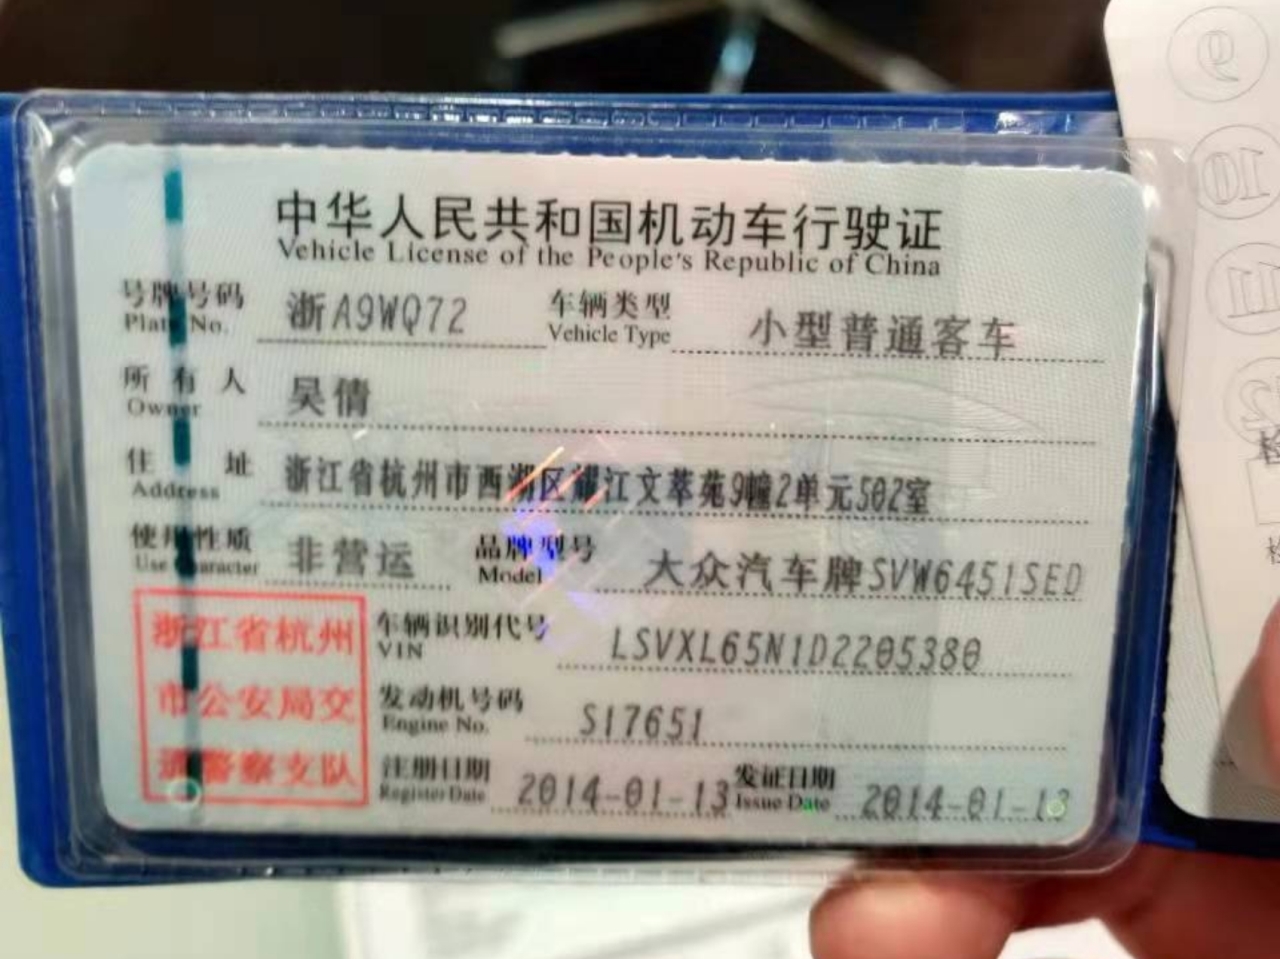 中华人民共和国机动车行驶证
Vehicle License of the People's Republic of China
号牌号码 浙A9WQ72 车辆类型 小型普通客车
Plate No. Vehicle Type
所有人 吴倩
Owner
住址 浙江省杭州市西湖区耀江文萃苑9幢2单元502室
Address
使用性质 非营运 品牌型号 大众汽车牌SVW6451SED
Use Character Model
浙江省杭州
市公安局交
通警察支队
车辆识别代号 LSVXL65N1D2205380
VIN
发动机号码 S17651
Engine No.
注册日期 2014-01-13 发证日期 2014-01-13
Register Date Issue Date
9
10
11
12
检
检